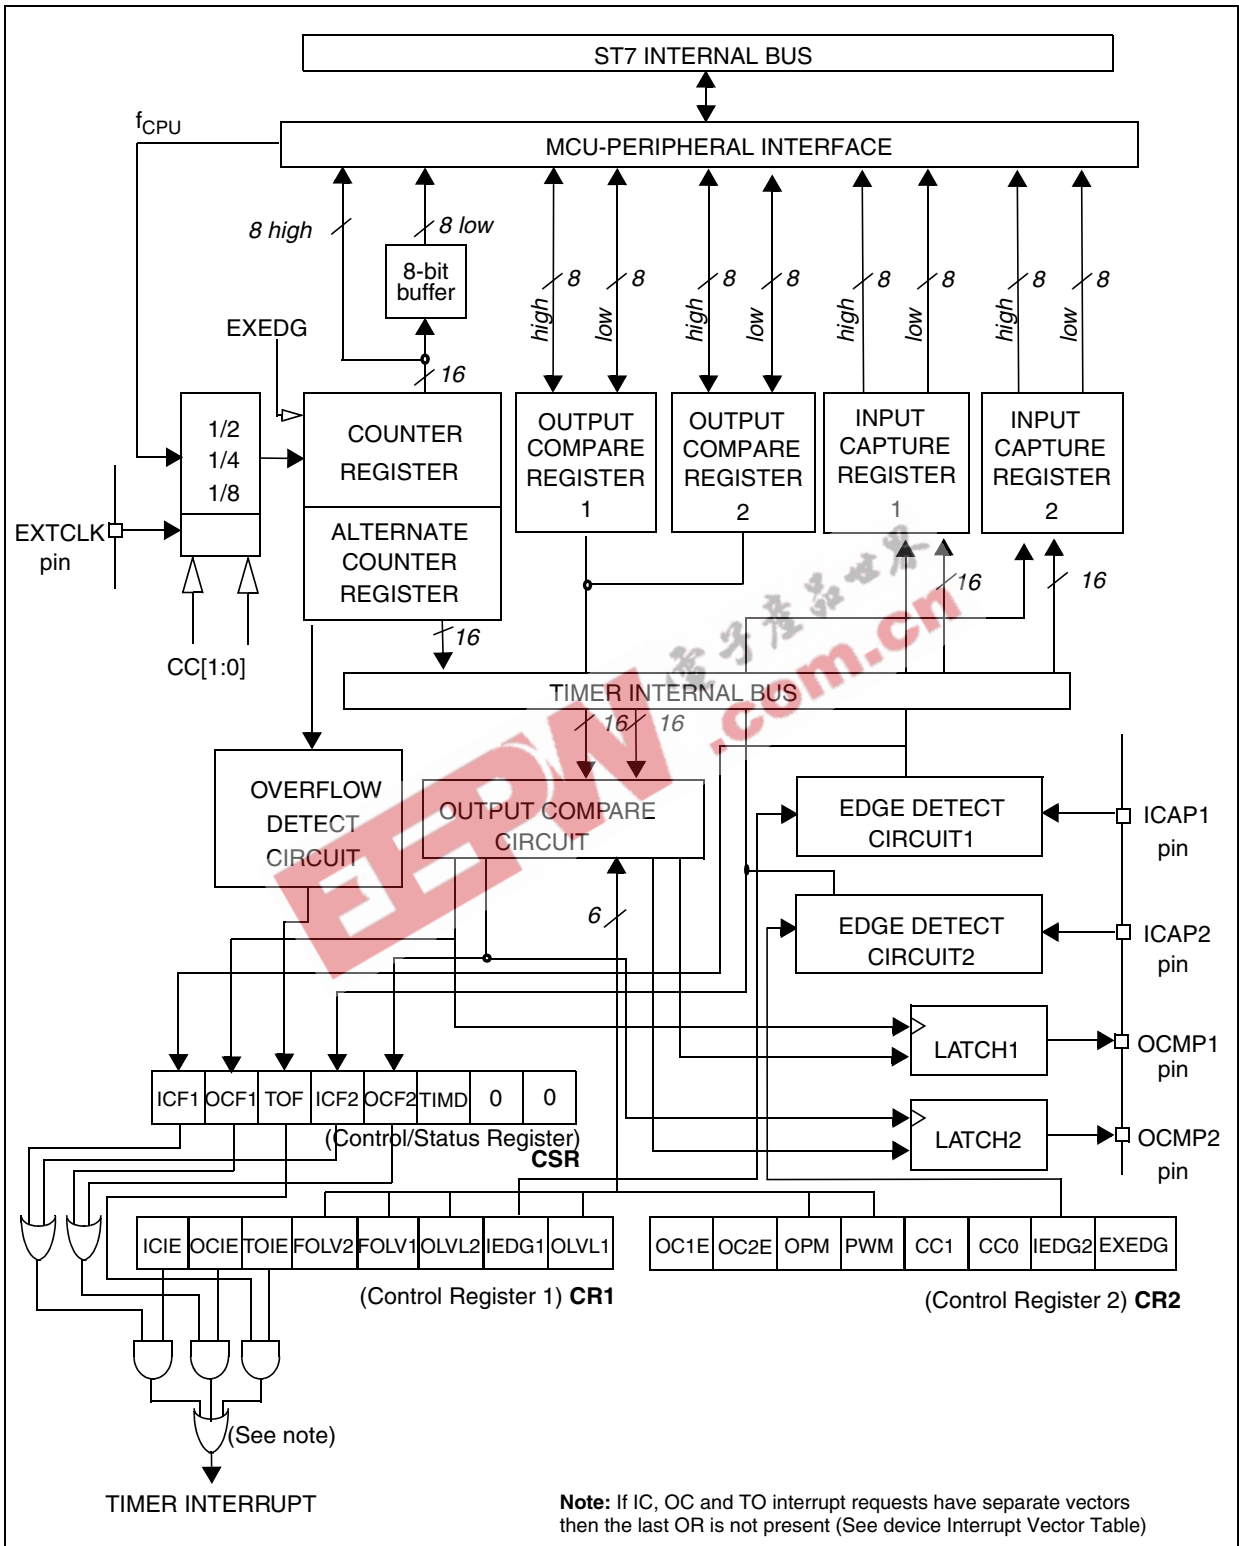 ST7 INTERNAL BUS
fCPU
MCU-PERIPHERAL INTERFACE
8 high
8 low
8-bit
buffer
8
8
8
8
8
8
8
8
high
low
high
low
high
low
high
low
EXEDG
16
1/2
1/4
1/8
COUNTER
REGISTER
OUTPUT
COMPARE
REGISTER
1
OUTPUT
COMPARE
REGISTER
2
INPUT
CAPTURE
REGISTER
1
INPUT
CAPTURE
REGISTER
2
EXTCLK
pin
ALTERNATE
COUNTER
REGISTER
16
16
16
CC[1:0]
TIMER INTERNAL BUS
16
16
電子產品世界
EEPW
.com.cn
OVERFLOW
DETECT
CIRCUIT
OUTPUT COMPARE
CIRCUIT
EDGE DETECT
CIRCUIT1
ICAP1
pin
6
EDGE DETECT
CIRCUIT2
ICAP2
pin
LATCH1
OCMP1
pin
LATCH2
OCMP2
pin
ICF1 OCF1 TOF ICF2 OCF2 TIMD 0 0
(Control/Status Register)
CSR
ICIE OCIE TOIE FOLV2 FOLV1 OLVL2 IEDG1 OLVL1
(Control Register 1) CR1
OC1E OC2E OPM PWM CC1 CC0 IEDG2 EXEDG
(Control Register 2) CR2
(See note)
TIMER INTERRUPT
Note: If IC, OC and TO interrupt requests have separate vectors
then the last OR is not present (See device Interrupt Vector Table)